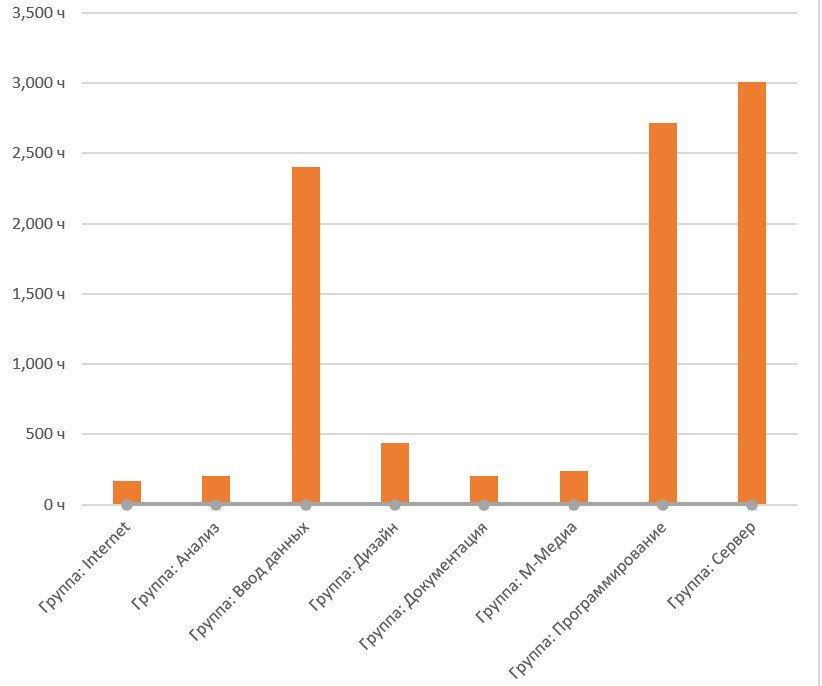 3,500 ч
3,000 ч
2,500 ч
2,000 ч
1,500 ч
1,000 ч
500 ч
0 ч
Группа: Internet
Группа: Анализ
Группа: Ввод данных
Группа: Дизайн
Группа: Документация
Группа: М-Медиа
Группа: Программирование
Группа: Сервер